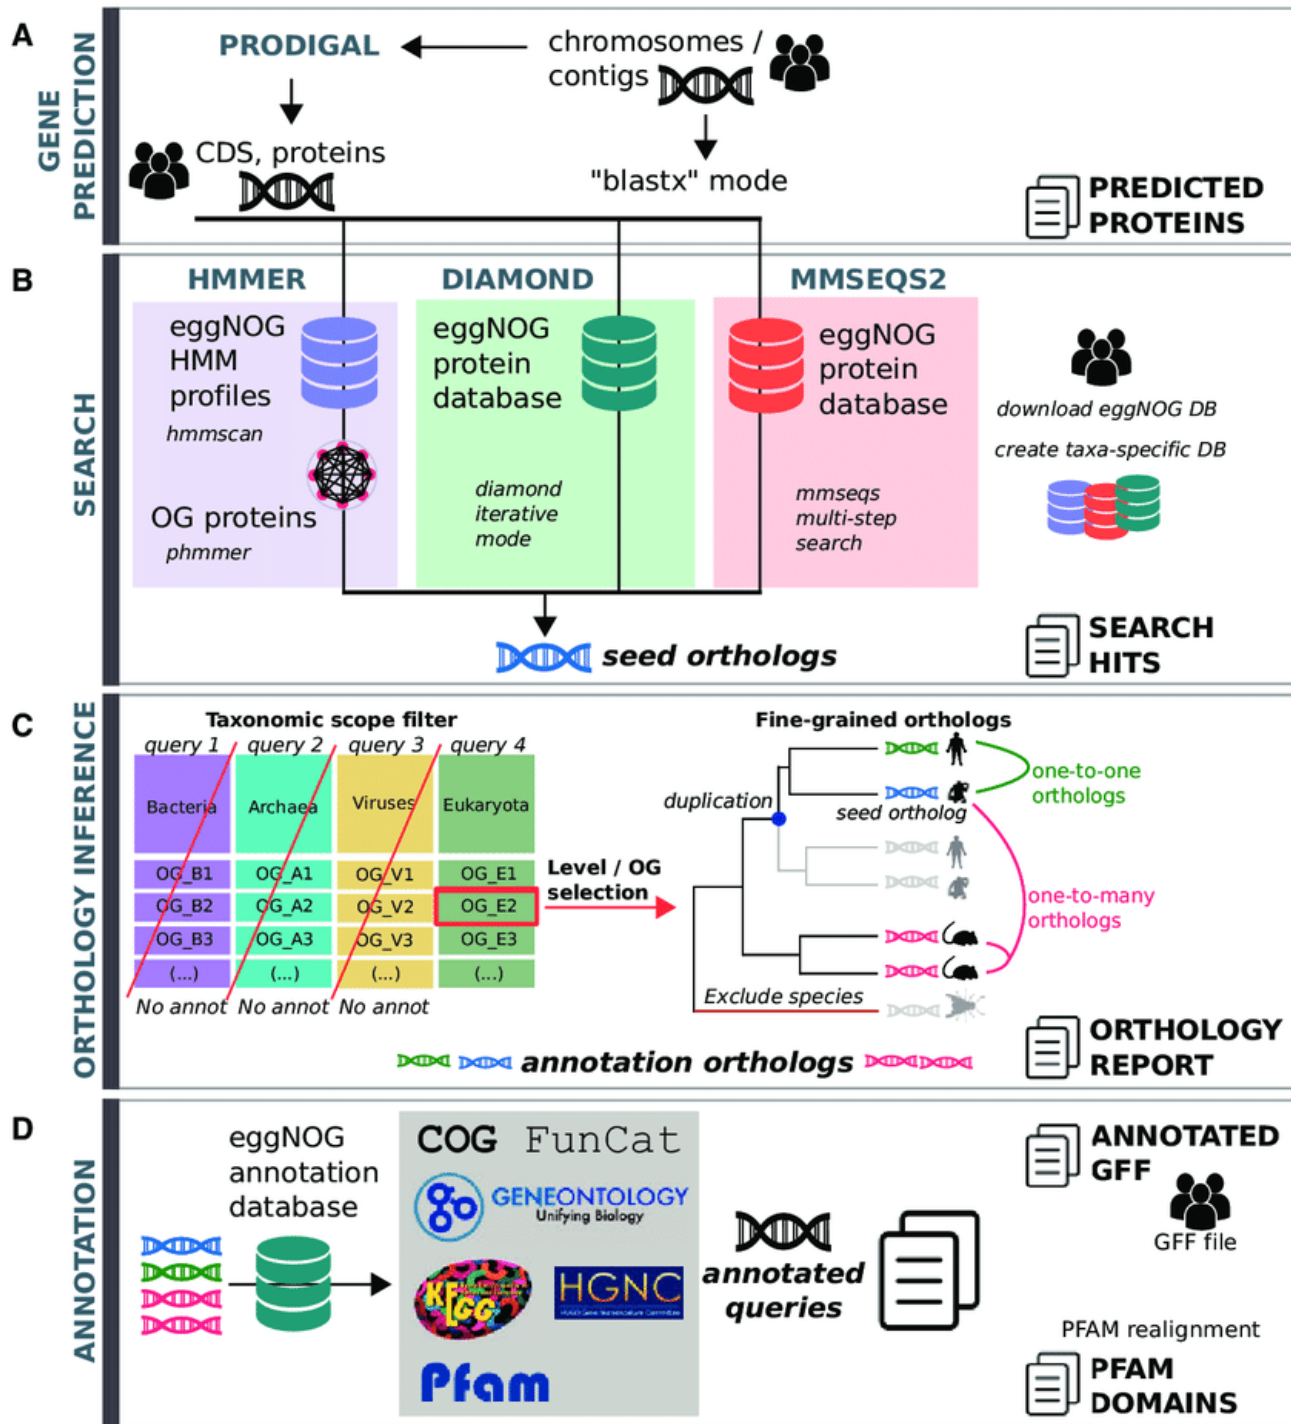 A
GENE
PREDICTION
PRODIGAL
chromosomes /
contigs
CDS, proteins
"blastx" mode
PREDICTED
PROTEINS
B
SEARCH
HMMER
DIAMOND
MMSEQS2
eggNOG
HMM
profiles
hmmscan
OG proteins
phmmer
eggNOG
protein
database
diamond
iterative
mode
eggNOG
protein
database
mmseqs
multi-step
search
download eggNOG DB
create taxa-specific DB
seed orthologs
SEARCH
HITS
C
ORTHOLOGY INFERENCE
Taxonomic scope filter
query 1 query 2 query 3 query 4
Bacteria Archaea Viruses Eukaryota
OG_B1 OG_A1 OG_V1 OG_E1
OG_B2 OG_A2 OG_V2 OG_E2
OG_B3 OG_A3 OG_V3 OG_E3
(...) (...) (...) (...)
No annot No annot No annot
Level / OG
selection
Fine-grained orthologs
duplication
seed ortholog
one-to-one
orthologs
one-to-many
orthologs
Exclude species
annotation orthologs
ORTHOLOGY
REPORT
D
ANNOTATION
eggNOG
annotation
database
COG FunCat
go GENEONTOLOGY
Unifying Biology
KEGG
HGNC
Pfam
annotated
queries
ANNOTATED
GFF
GFF file
PFAM realignment
PFAM
DOMAINS